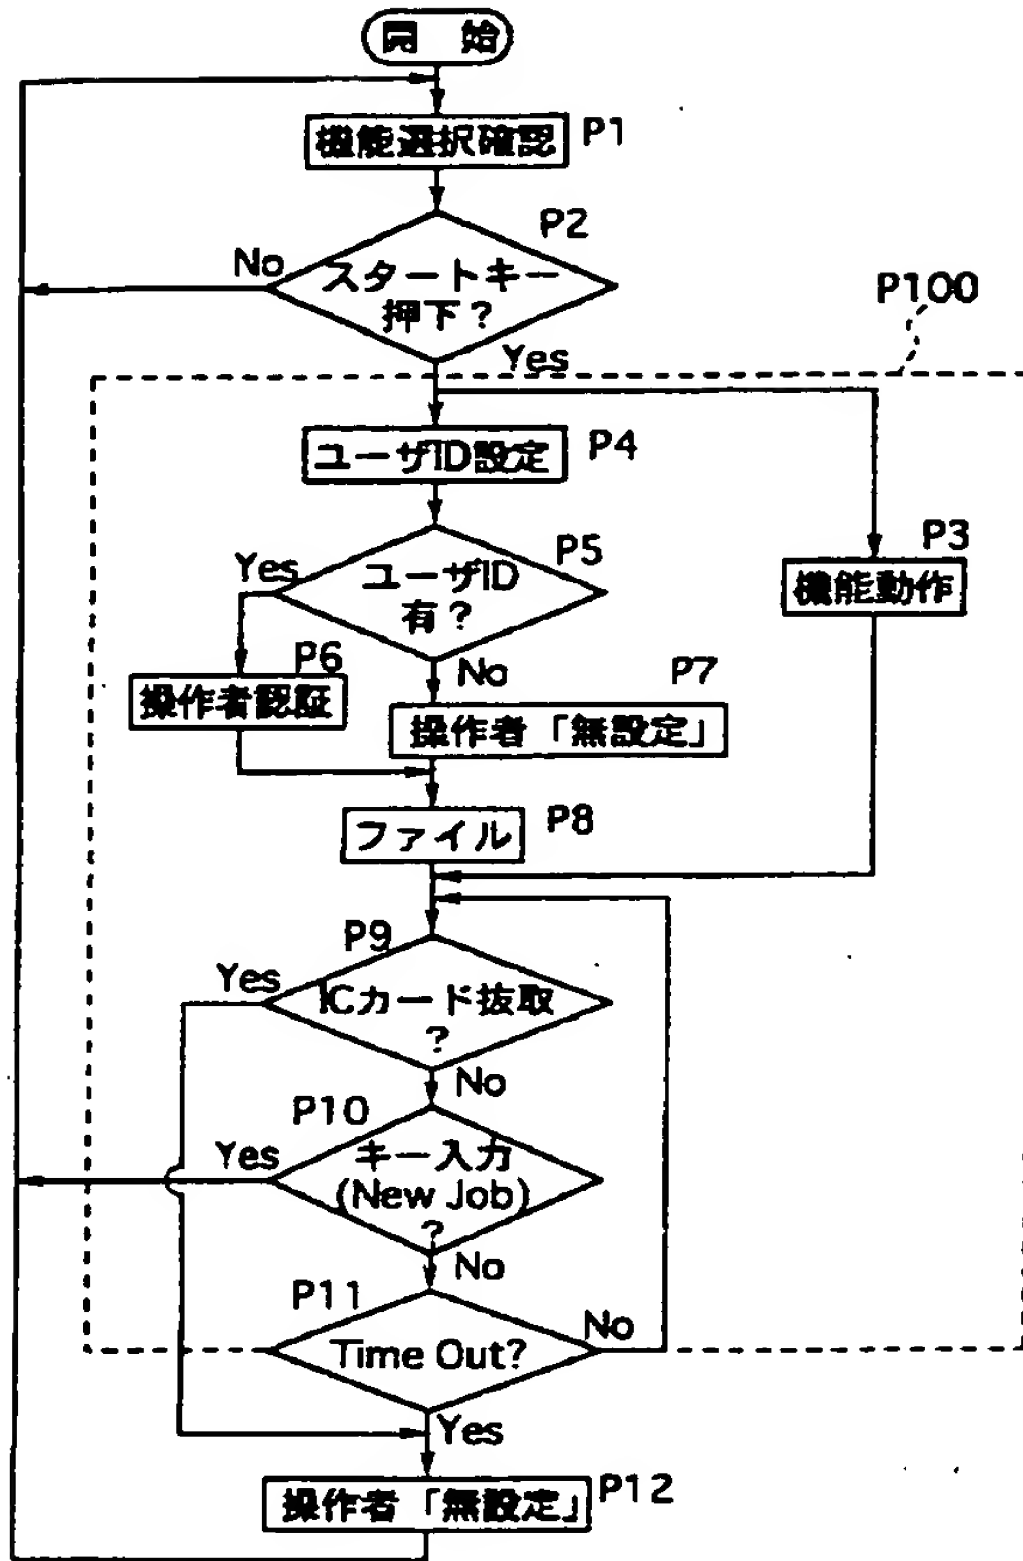 開 始
機能選択確認
P1
P2
No
スタートキー
押下?
P100
Yes
ユーザID設定
P4
P3
P5
Yes
ユーザID
有?
機能動作
P6
No
P7
操作者認証
操作者「無設定」
ファイル
P8
P9
Yes
ICカード抜取
?
No
P10
Yes
キー入力
(New Job)
?
No
P11
No
Time Out?
Yes
操作者「無設定」
P12